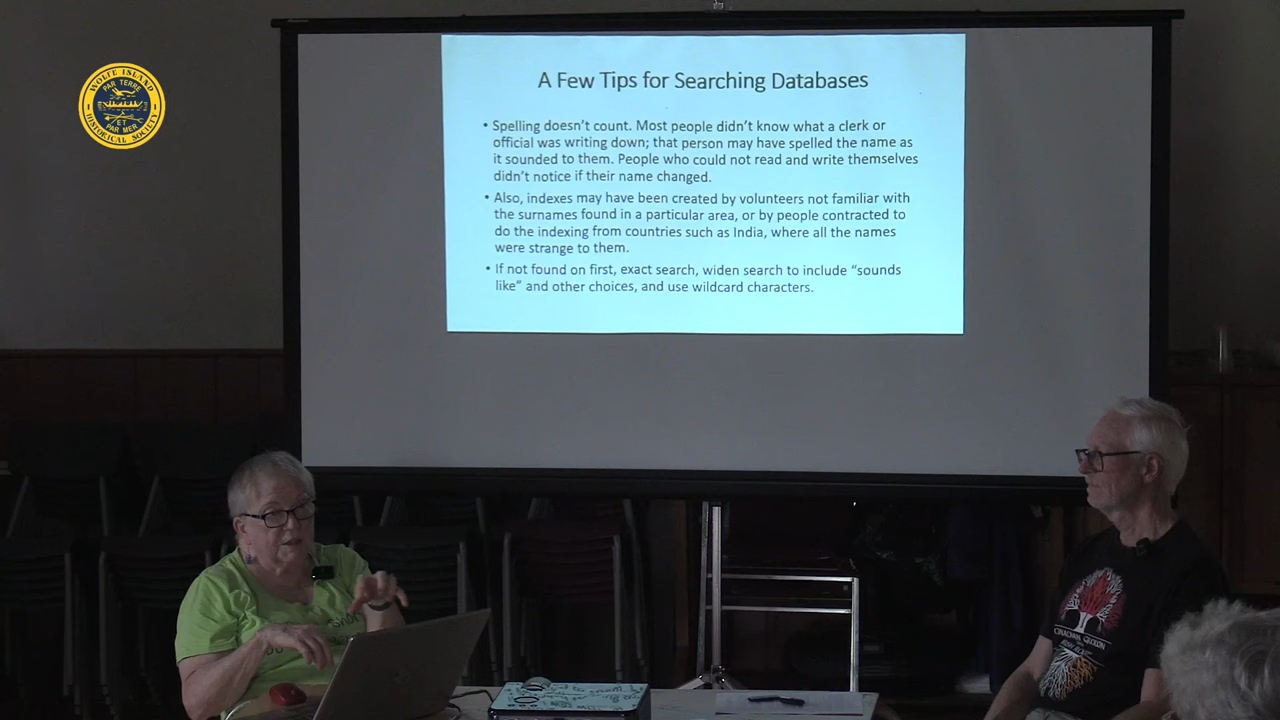 WOLFE ISLAND
PAR TERRE
ET
PAR MER
HISTORICAL SOCIETY
A Few Tips for Searching Databases
• Spelling doesn't count. Most people didn't know what a clerk or
official was writing down; that person may have spelled the name as
it sounded to them. People who could not read and write themselves
didn't notice if their name changed.
• Also, indexes may have been created by volunteers not familiar with
the surnames found in a particular area, or by people contracted to
do the indexing from countries such as India, where all the names
were strange to them.
• If not found on first, exact search, widen search to include "sounds
like" and other choices, and use wildcard characters.
CANADIAN